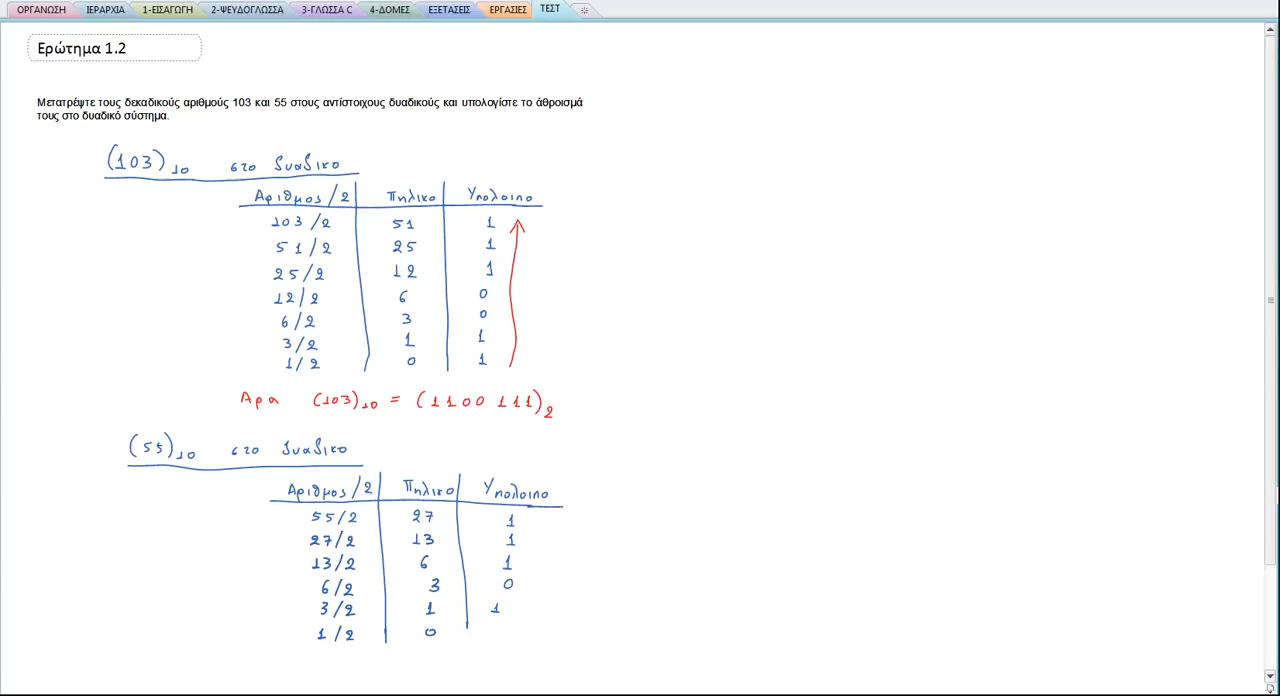 ΟΡΓΑΝΩΣΗ ΙΕΡΑΡΧΙΑ 1-ΕΙΣΑΓΩΓΗ 2-ΨΕΥΔΟΓΛΩΣΣΑ 3-ΓΛΩΣΣΑ C 4-ΔΟΜΕΣ ΕΞΕΤΑΣΕΙΣ ΕΡΓΑΣΙΕΣ ΤΕΣΤ
Ερώτημα 1.2
Μετατρέψτε τους δεκαδικούς αριθμούς 103 και 55 στους αντίστοιχους δυαδικούς και υπολογίστε το άθροισμά
τους στο δυαδικό σύστημα.
(103)₁₀ στο δυαδικο
Αριθμος/2 Πηλικο Υπολοιπο
103/2 51 1
51/2 25 1
25/2 12 1
12/2 6 0
6/2 3 0
3/2 1 1
1/2 0 1
Αρα (103)₁₀ = (1100111)₂
(55)₁₀ στο δυαδικο
Αριθμος/2 Πηλικο Υπολοιπο
55/2 27 1
27/2 13 1
13/2 6 1
6/2 3 0
3/2 1 1
1/2 0